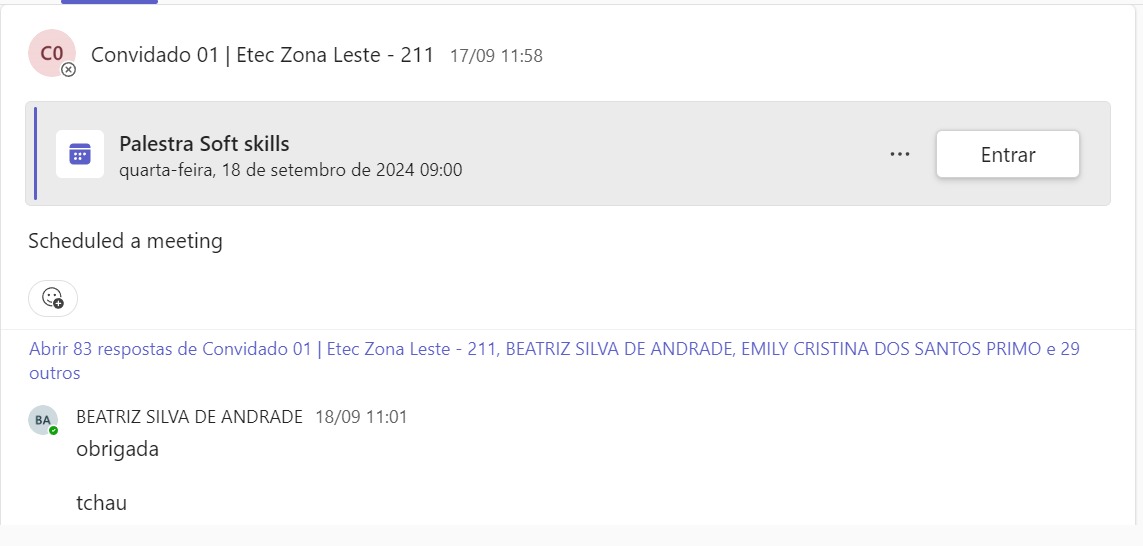 C0
Convidado 01 | Etec Zona Leste - 211 17/09 11:58
Palestra Soft skills
quarta-feira, 18 de setembro de 2024 09:00
... Entrar
Scheduled a meeting
Abrir 83 respostas de Convidado 01 | Etec Zona Leste - 211, BEATRIZ SILVA DE ANDRADE, EMILY CRISTINA DOS SANTOS PRIMO e 29
outros
BA
BEATRIZ SILVA DE ANDRADE 18/09 11:01
obrigada
tchau